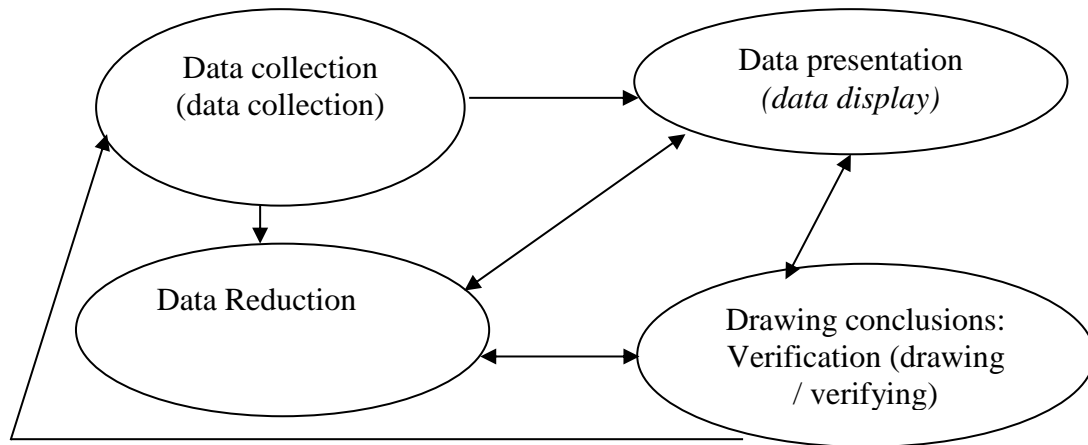 Data collection
(data collection)
Data presentation
(data display)
Data Reduction
Drawing conclusions:
Verification (drawing
/ verifying)